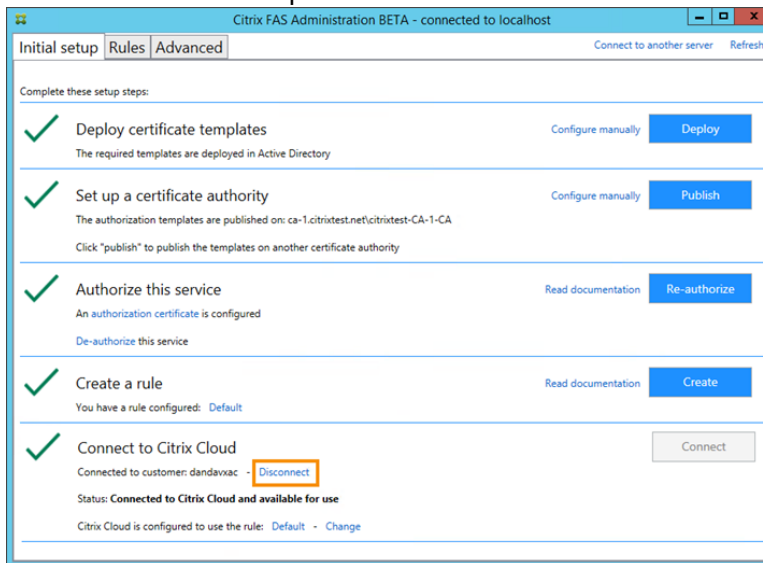 Citrix FAS Administration BETA - connected to localhost
Initial setup Rules Advanced Connect to another server Refresh
Complete these setup steps:
Deploy certificate templates Configure manually Deploy
The required templates are deployed in Active Directory
Set up a certificate authority Configure manually Publish
The authorization templates are published on: ca-1.citrixtest.net\citrixtest-CA-1-CA
Click "publish" to publish the templates on another certificate authority
Authorize this service Read documentation Re-authorize
An authorization certificate is configured
De-authorize this service
Create a rule Read documentation Create
You have a rule configured: Default
Connect to Citrix Cloud Connect
Connected to customer: dandavxac - Disconnect
Status: Connected to Citrix Cloud and available for use
Citrix Cloud is configured to use the rule: Default - Change